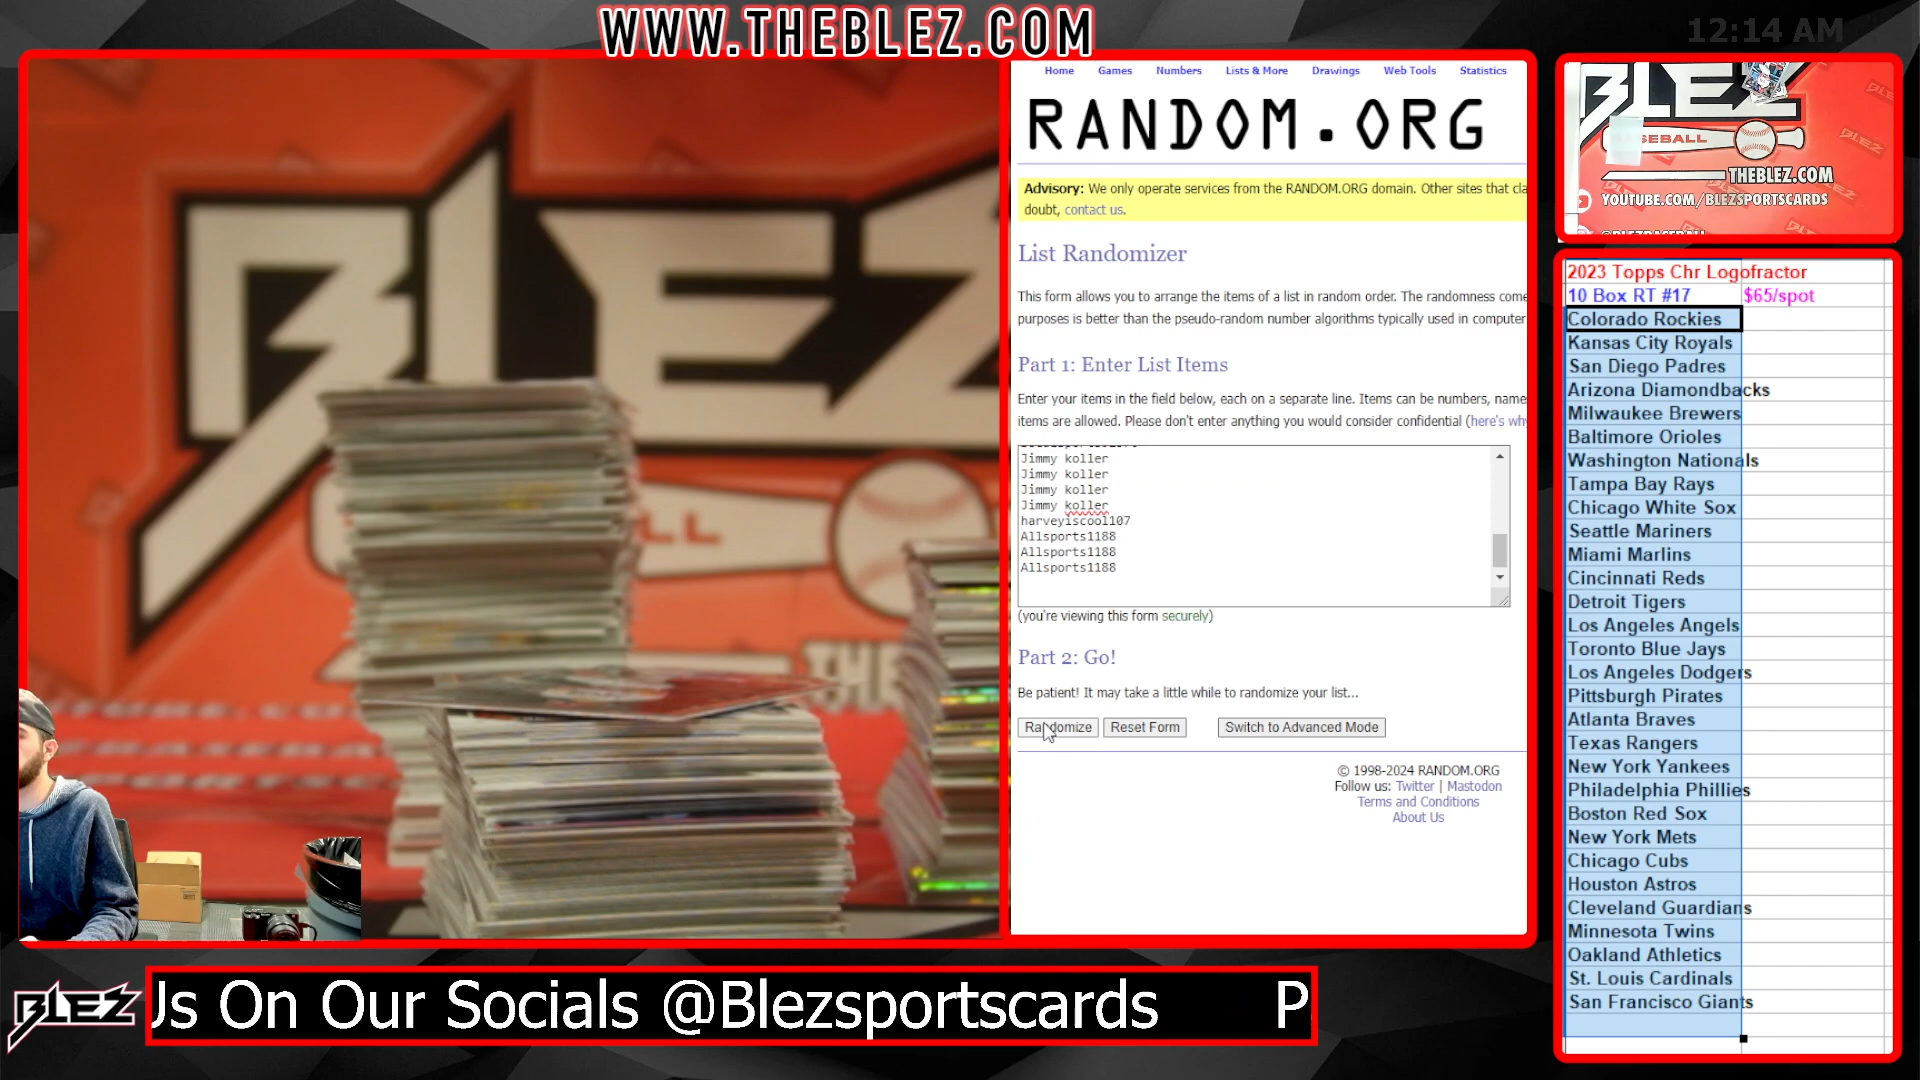 WWW.THEBLEZ.COM
12:14 AM
BLEZ
Home Games Numbers Lists & More Drawings Web Tools Statistics
RANDOM.ORG
Advisory: We only operate services from the RANDOM.ORG domain. Other sites that
doubt, contact us.
List Randomizer
This form allows you to arrange the items of a list in random order. The randomness
purposes is better than the pseudo-random number algorithms typically used in computer
Part 1: Enter List Items
Enter your items in the field below, each on a separate line. Items can be numbers,
items are allowed. Please don't enter anything you would consider confidential (here's
Jimmy koller
Jimmy koller
Jimmy koller
Jimmy koller
harveyiscool107
Allsports1188
Allsports1188
Allsports1188
(you're viewing this form securely)
Part 2: Go!
Be patient! It may take a little while to randomize your list...
Randomize Reset Form Switch to Advanced Mode
© 1998-2024 RANDOM.ORG
Follow us: Twitter | Mastodon
Terms and Conditions
About Us
BLEZ
THEBLEZ.COM
YOUTUBE.COM/BLEZSPORTSCARDS
2023 Topps Chr Logofractor
10 Box RT #17 $65/spot
Colorado Rockies
Kansas City Royals
San Diego Padres
Arizona Diamondbacks
Milwaukee Brewers
Baltimore Orioles
Washington Nationals
Tampa Bay Rays
Chicago White Sox
Seattle Mariners
Miami Marlins
Cincinnati Reds
Detroit Tigers
Los Angeles Angels
Toronto Blue Jays
Los Angeles Dodgers
Pittsburgh Pirates
Atlanta Braves
Texas Rangers
New York Yankees
Philadelphia Phillies
Boston Red Sox
New York Mets
Chicago Cubs
Houston Astros
Cleveland Guardians
Minnesota Twins
Oakland Athletics
St. Louis Cardinals
San Francisco Giants
BLEZ
Us On Our Socials @Blezsportscards P